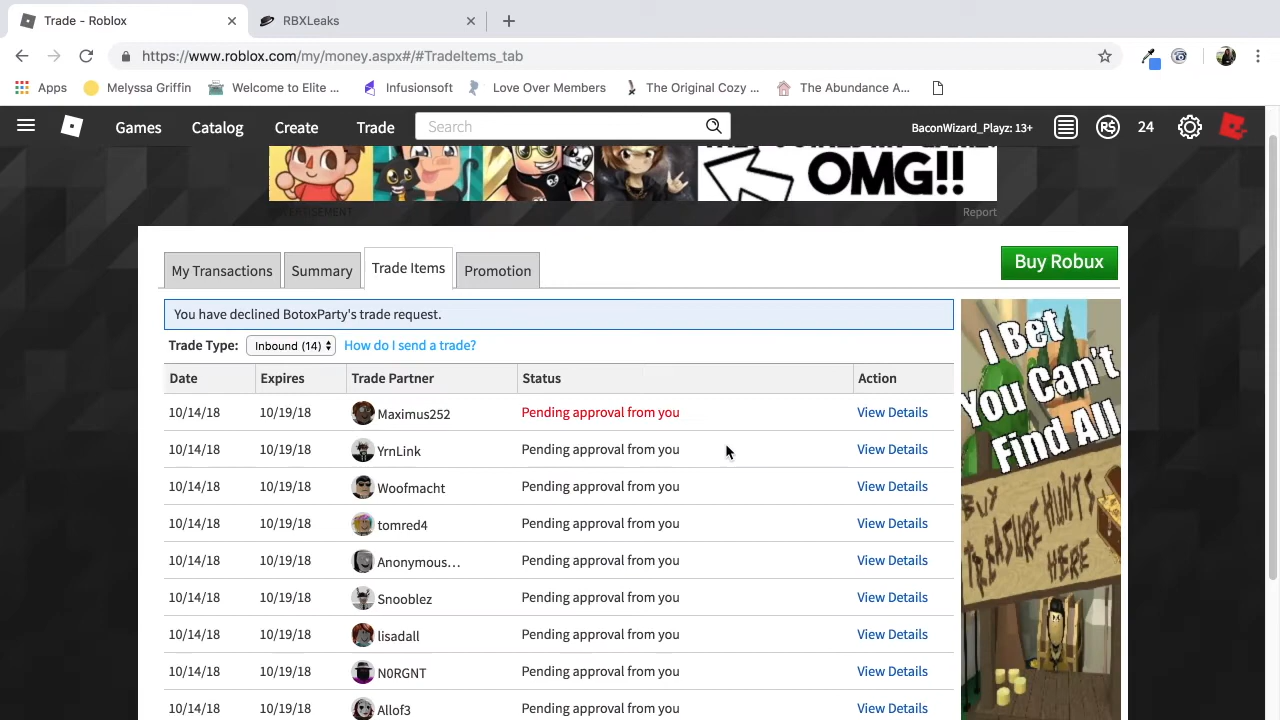 Trade - Roblox
RBXLeaks
https://www.roblox.com/my/money.aspx#/#TradeItems_tab
Apps Melyssa Griffin Welcome to Elite ... Infusionsoft Love Over Members The Original Cozy ... The Abundance A...
Games Catalog Create Trade Search BaconWizard_Playz: 13+ 24
OMG!!
ADVERTISEMENT Report
My Transactions Summary Trade Items Promotion Buy Robux
You have declined BotoxParty's trade request.
Trade Type: Inbound (14) How do I send a trade?
Date Expires Trade Partner Status Action
10/14/18 10/19/18 Maximus252 Pending approval from you View Details
10/14/18 10/19/18 YrnLink Pending approval from you View Details
10/14/18 10/19/18 Woofmacht Pending approval from you View Details
10/14/18 10/19/18 tomred4 Pending approval from you View Details
10/14/18 10/19/18 Anonymous... Pending approval from you View Details
10/14/18 10/19/18 Snooblez Pending approval from you View Details
10/14/18 10/19/18 lisadall Pending approval from you View Details
10/14/18 10/19/18 N0RGNT Pending approval from you View Details
10/14/18 10/19/18 Allof3 Pending approval from you View Details
I Bet
You Can't
Find All
BUY
TREASURE HUNTS
HERE